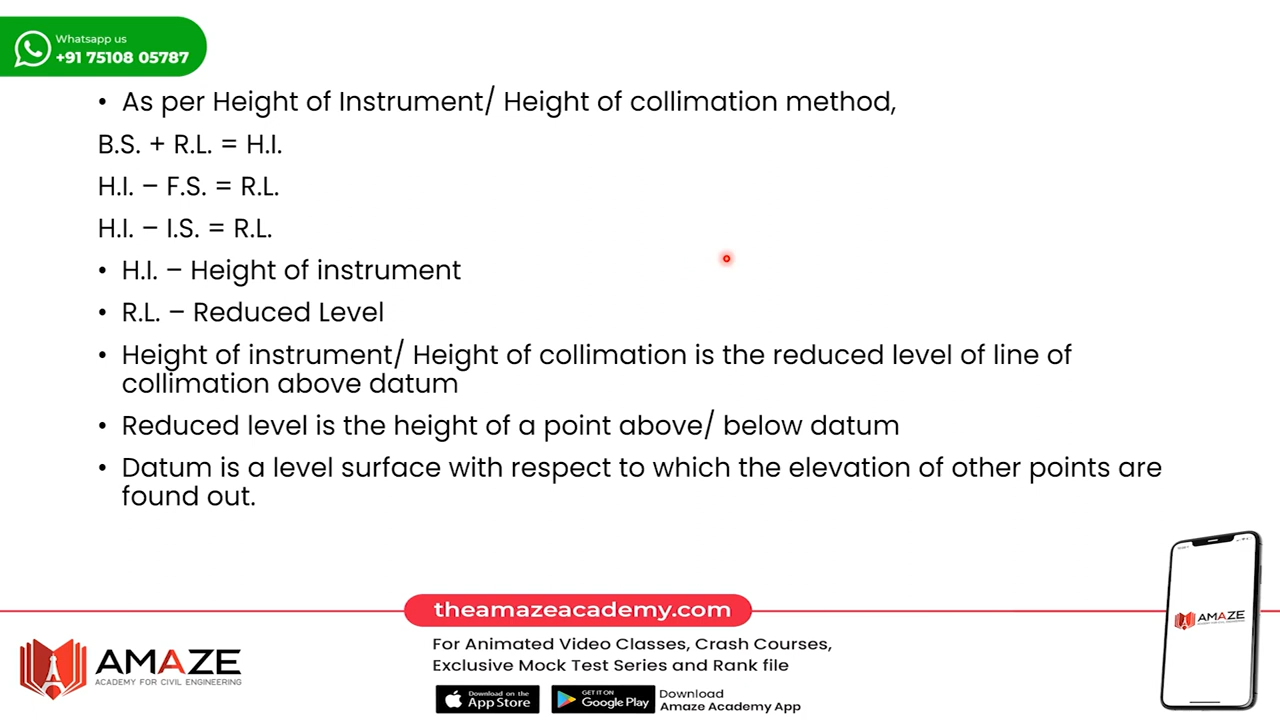 Whatsapp us
+91 75108 05787
• As per Height of Instrument/ Height of collimation method,
B.S. + R.L. = H.I.
H.I. – F.S. = R.L.
H.I. – I.S. = R.L.
• H.I. – Height of instrument
• R.L. – Reduced Level
• Height of instrument/ Height of collimation is the reduced level of line of
collimation above datum
• Reduced level is the height of a point above/ below datum
• Datum is a level surface with respect to which the elevation of other points are
found out.
theamazeacademy.com
AMAZE
ACADEMY FOR CIVIL ENGINEERING
For Animated Video Classes, Crash Courses,
Exclusive Mock Test Series and Rank file
Download on the
App Store
GET IT ON
Google Play
Download
Amaze Academy App
AMAZE
ACADEMY FOR CIVIL ENGINEERING